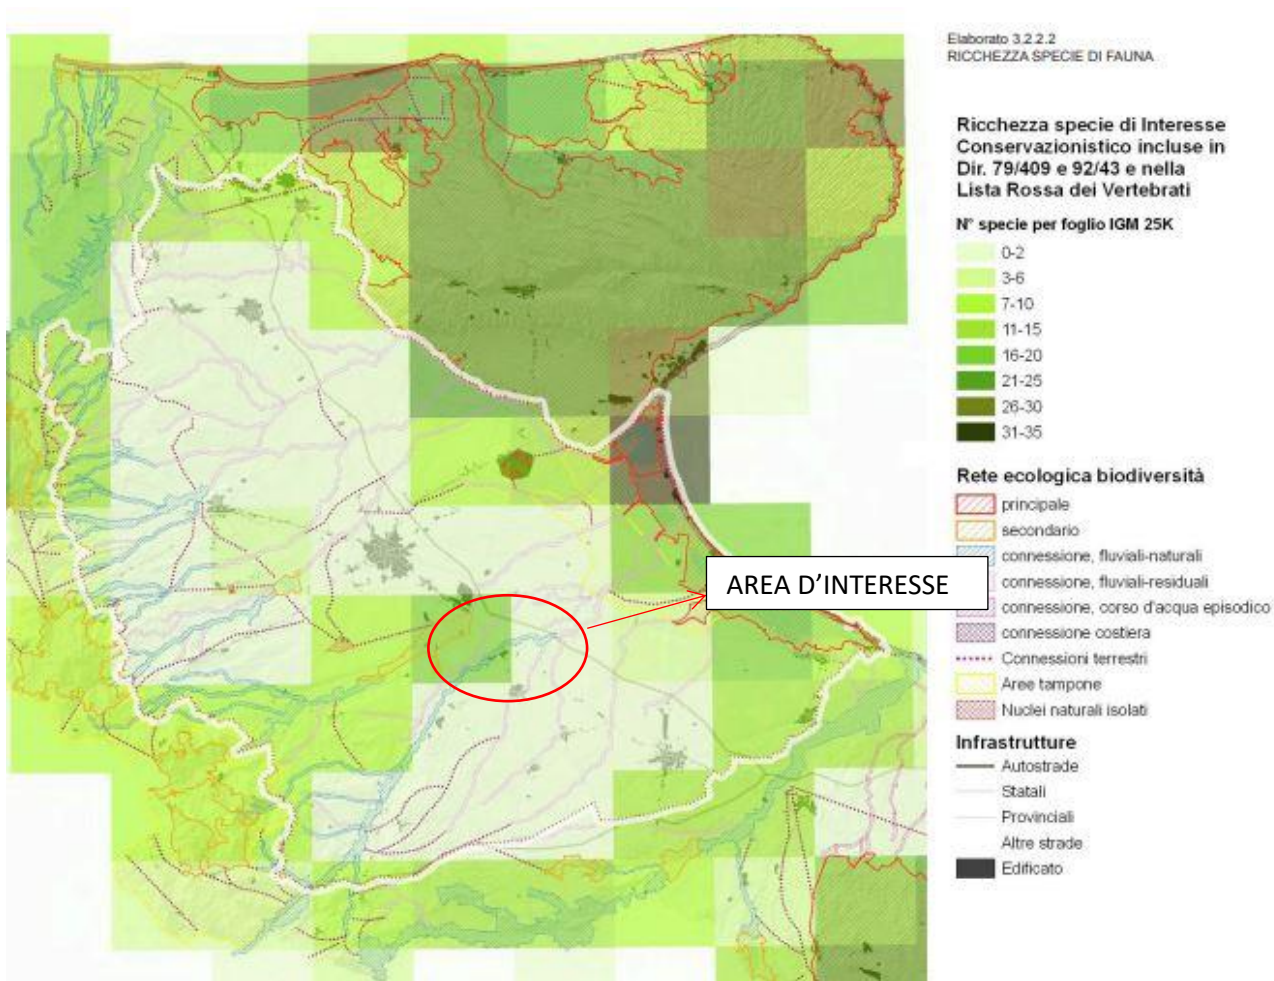 Elaborato 3.2.2.2
RICCHEZZA SPECIE DI FAUNA
Ricchezza specie di Interesse
Conservazionistico incluse in
Dir. 79/409 e 92/43 e nella
Lista Rossa dei Vertebrati
N° specie per foglio IGM 25K
0-2
3-6
7-10
11-15
16-20
21-25
26-30
31-35
Rete ecologica biodiversità
principale
secondario
connessione, fluviali-naturali
connessione, fluviali-residuali
connessione, corso d'acqua episodico
connessione costiera
Connessioni terrestri
Aree tampone
Nuclei naturali isolati
Infrastrutture
Autostrade
Statali
Provinciali
Altre strade
Edificato
AREA D'INTERESSE